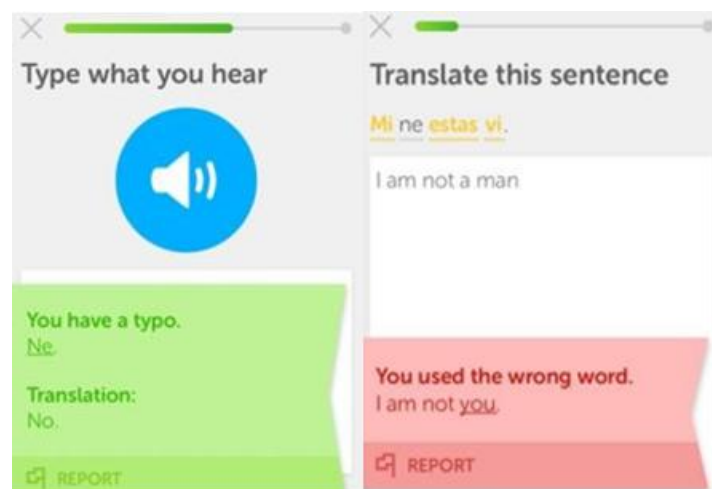 Type what you hear
You have a typo.
Ne.
Translation:
No.
REPORT
Translate this sentence
Mi ne estas vi.
I am not a man
You used the wrong word.
I am not you.
REPORT